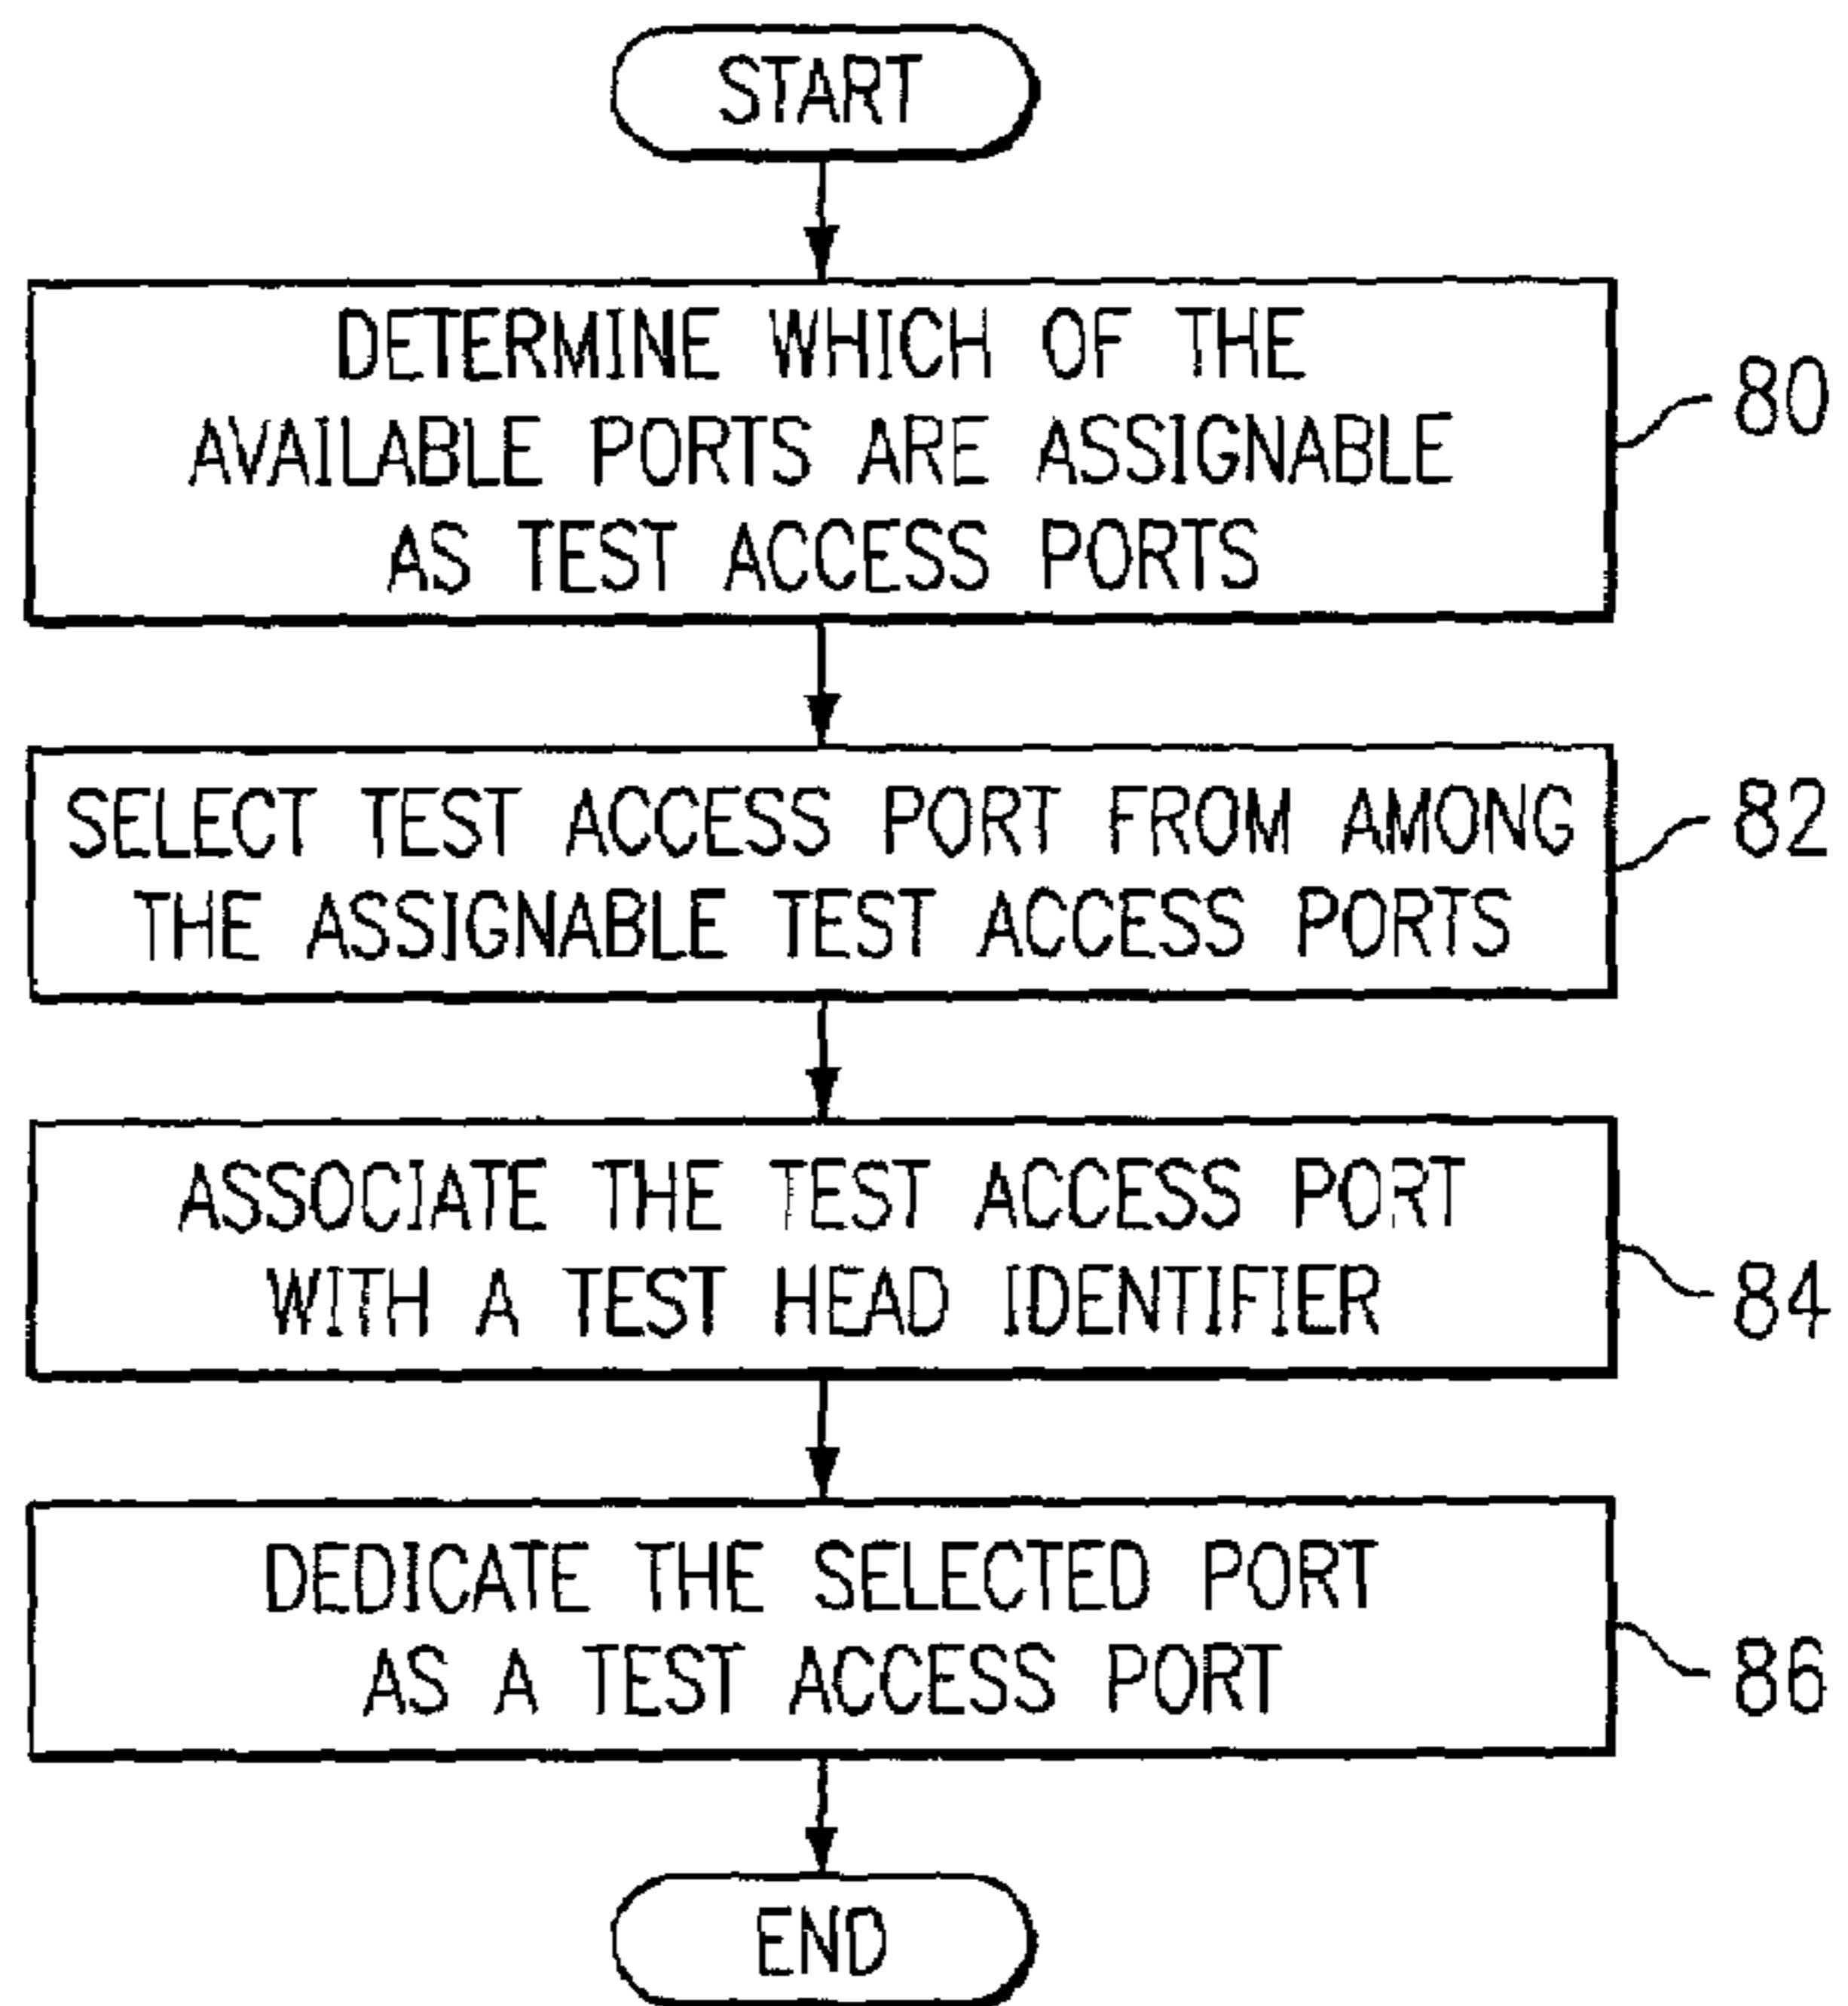 START
DETERMINE WHICH OF THE
AVAILABLE PORTS ARE ASSIGNABLE
AS TEST ACCESS PORTS
80
SELECT TEST ACCESS PORT FROM AMONG
THE ASSIGNABLE TEST ACCESS PORTS
82
ASSOCIATE THE TEST ACCESS PORT
WITH A TEST HEAD IDENTIFIER
84
DEDICATE THE SELECTED PORT
AS A TEST ACCESS PORT
86
END